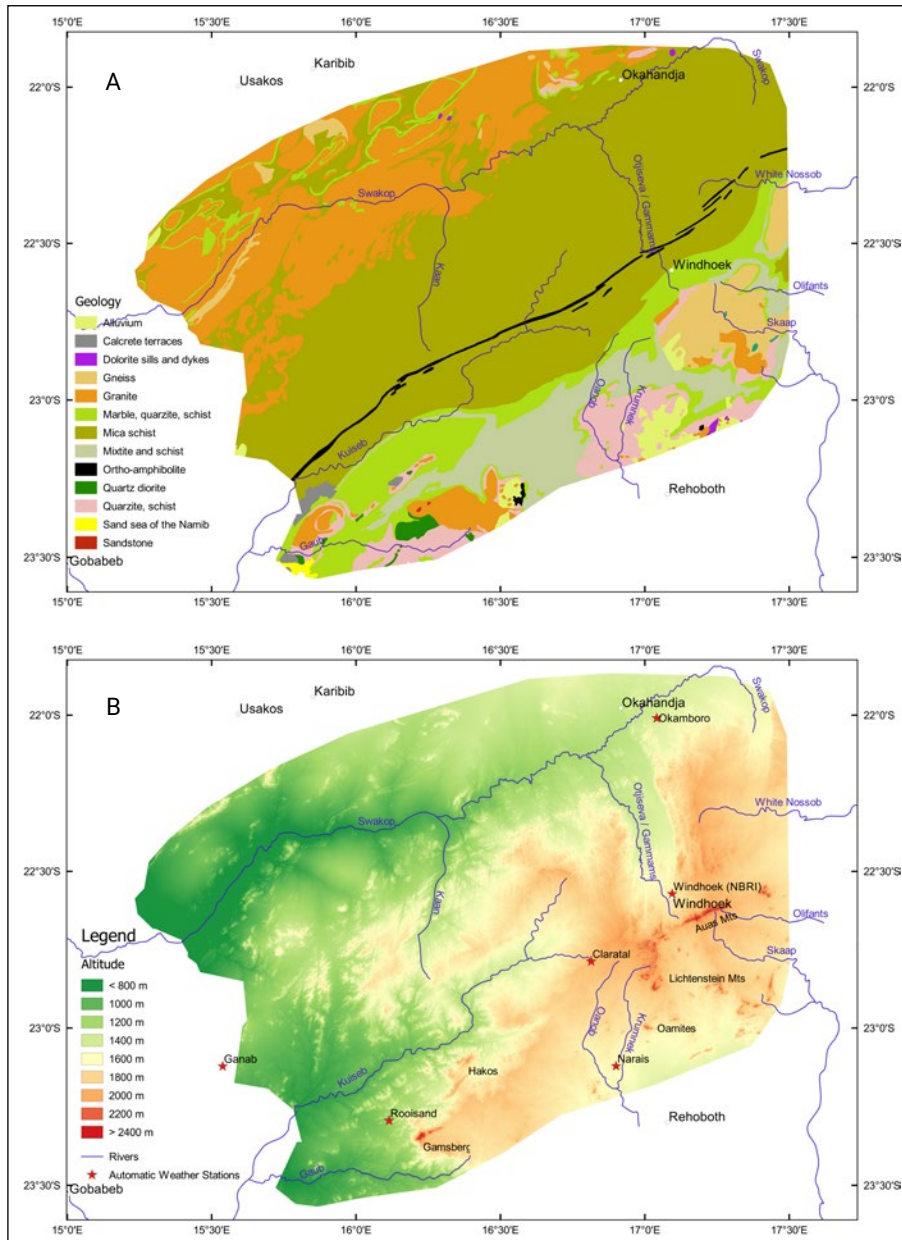 15°0'E 15°30'E 16°0'E 16°30'E 17°0'E 17°30'E
A
Karibib
Usakos
Okahandja
Swakop
22°0'S
22°0'S
Otjiseva / Gammams
White Nossob
Swakop
22°30'S
22°30'S
Kaan
Windhoek
Olifants
Skaap
Geology
Alluvium
Calcrete terraces
Dolorite sills and dykes
Gneiss
Granite
Marble, quartzite, schist
Mica schist
Mixtite and schist
Ortho-amphibolite
Quartz diorite
Quarzite, schist
Sand sea of the Namib
Sandstone
23°0'S
23°0'S
Oanob
Krumnek
Kuiseb
Rehoboth
Gaub
23°30'S
23°30'S
Gobabeb
15°0'E 15°30'E 16°0'E 16°30'E 17°0'E 17°30'E
15°0'E 15°30'E 16°0'E 16°30'E 17°0'E 17°30'E
B
Karibib
Usakos
Okahandja
Okamboro
Swakop
22°0'S
22°0'S
Otjiseva / Gammams
White Nossob
Swakop
22°30'S
22°30'S
Kaan
Windhoek (NBRI)
Windhoek
Auas Mts
Olifants
Skaap
Claratal
Lichtenstein Mts
Legend
Altitude
< 800 m
1000 m
1200 m
1400 m
1600 m
1800 m
2000 m
2200 m
> 2400 m
Rivers
Automatic Weather Stations
23°0'S
23°0'S
Oanob
Krumnek
Oamites
Ganab
Narais
Kuiseb
Hakos
Rooisand
Rehoboth
Gamsberg
Gaub
23°30'S
23°30'S
Gobabeb
15°0'E 15°30'E 16°0'E 16°30'E 17°0'E 17°30'E